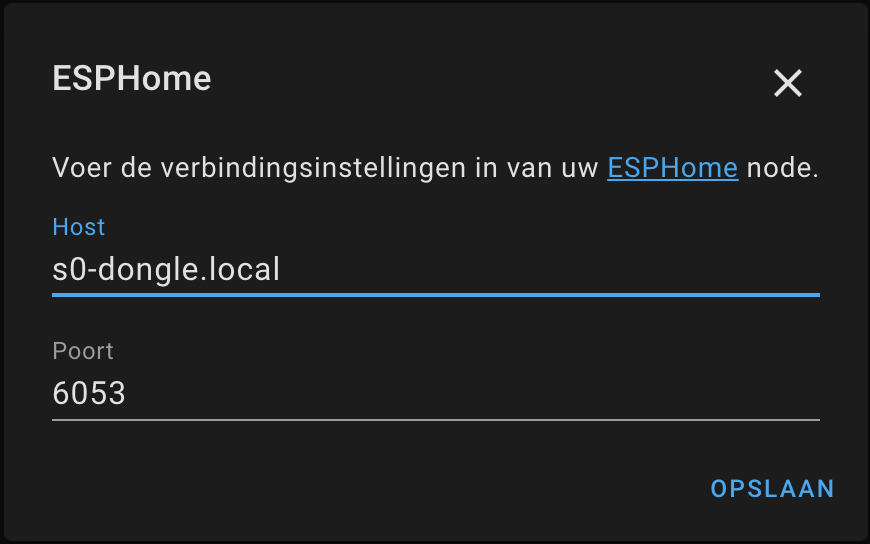 ESPHome
Voer de verbindingsinstellingen in van uw ESPHome node.
Host
s0-dongle.local
Poort
6053
OPSLAAN